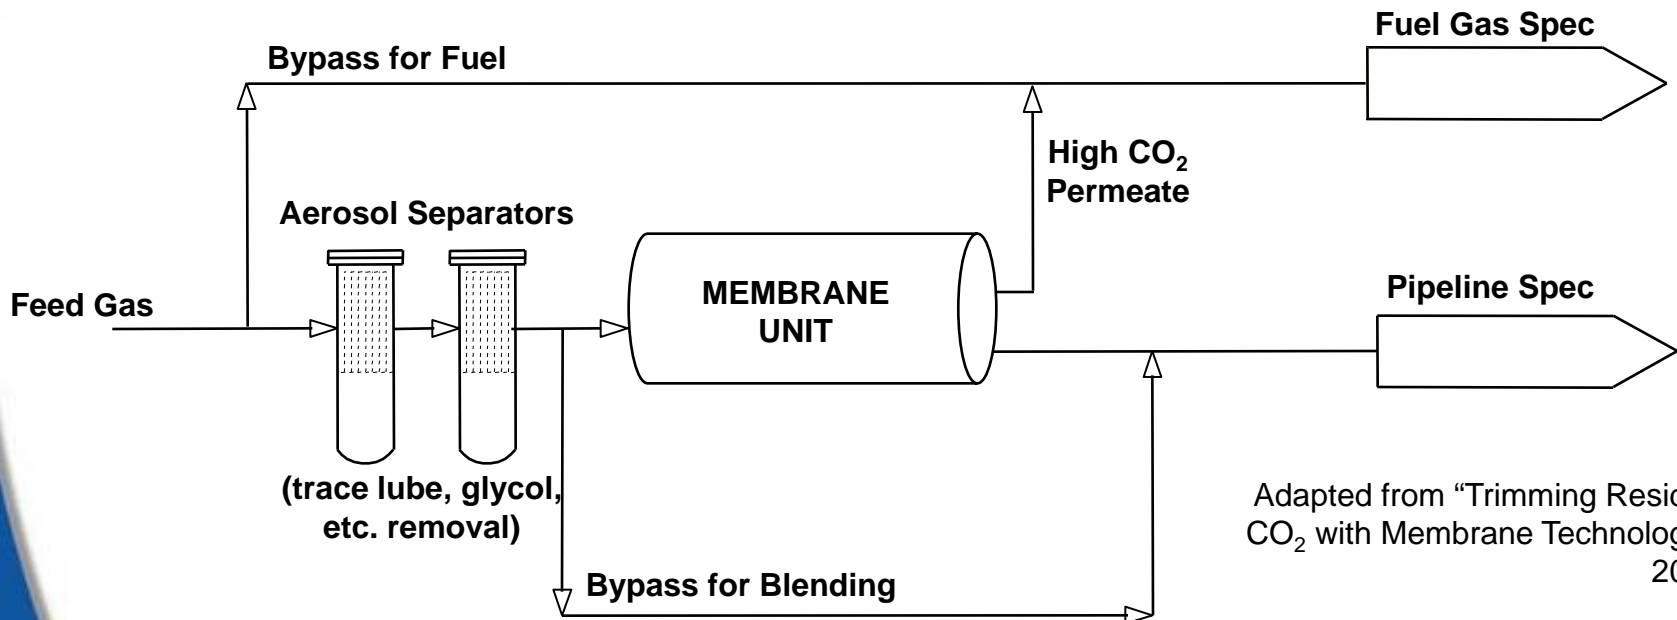 Fuel Gas Spec
Bypass for Fuel
High CO₂
Permeate
Aerosol Separators
Feed Gas
MEMBRANE
UNIT
Pipeline Spec
(trace lube, glycol,
etc. removal)
Adapted from “Trimming
CO₂ with Membrane
Bypass for Blending